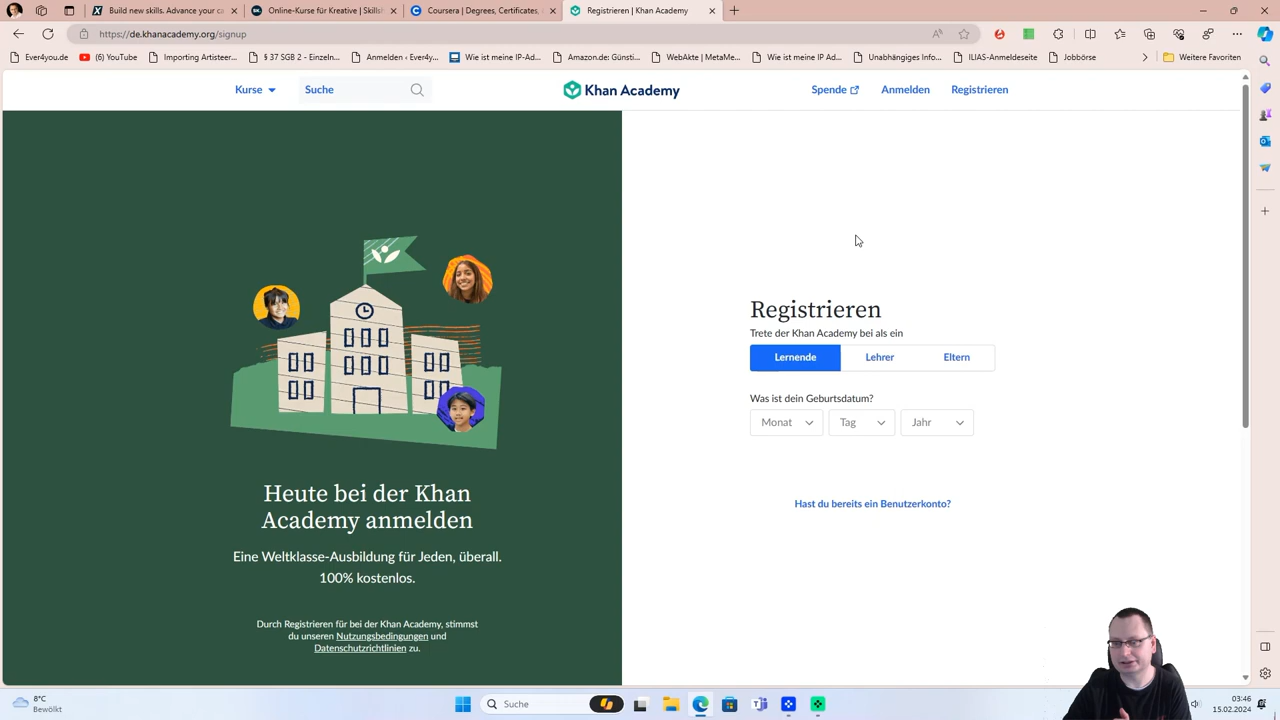 Build new skills. Advance your ca
Online-Kurse für Kreative | Skillsh
Coursera | Degrees, Certificates,
Registrieren | Khan Academy
https://de.khanacademy.org/signup
Ever4you.de
(6) YouTube
Importing Artisteer...
§ 37 SGB 2 - Einzeln...
Anmelden ‹ Ever4y...
Wie ist meine IP-Ad...
Amazon.de: Günsti...
WebAkte | MetaMe...
Wie ist meine IP-Ad...
Unabhängiges Info...
ILIAS-Anmeldeseite
Jobbörse
Weitere Favoriten
Kurse
Suche
Khan Academy
Spende
Anmelden
Registrieren
Registrieren
Trete der Khan Academy bei als ein
Lernende
Lehrer
Eltern
Was ist dein Geburtsdatum?
Monat
Tag
Jahr
Hast du bereits ein Benutzerkonto?
Heute bei der Khan
Academy anmelden
Eine Weltklasse-Ausbildung für Jeden, überall.
100% kostenlos.
Durch Registrieren für bei der Khan Academy, stimmst
du unseren Nutzungsbedingungen und
Datenschutzrichtlinien zu.
8°C
Bewölkt
Suche
03:46
15.02.2024